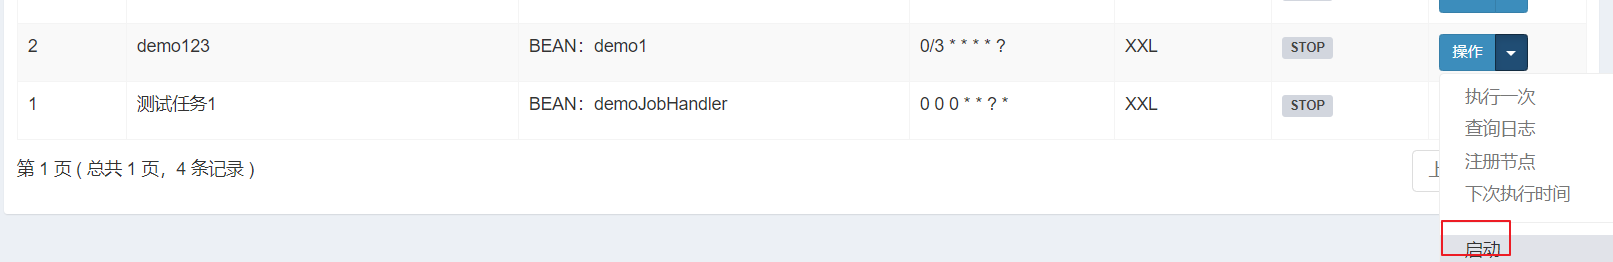 2 demo123 BEAN：demo1 0/3 * * * * ? XXL STOP 操作
1 测试任务1 BEAN：demoJobHandler 0 0 0 * * ? * XXL STOP
执行一次
查询日志
注册节点
下次执行时间
启动
第 1 页 ( 总共 1 页，4 条记录 )
上